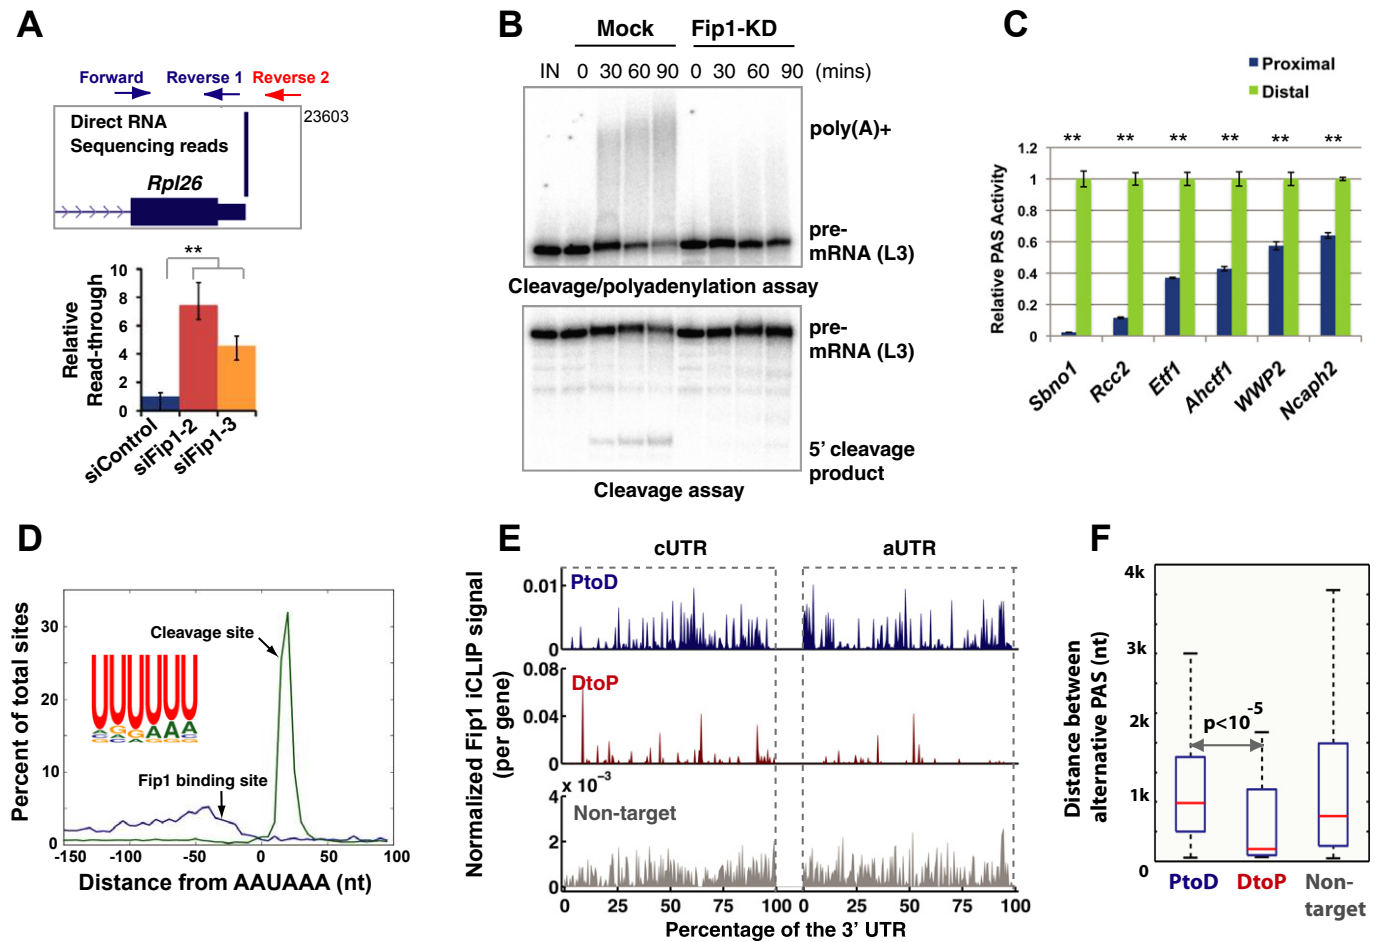 A
Forward
Reverse 1
Reverse 2
23603
Direct RNA
Sequencing reads
Rpl26
**
Relative
Read-through
10
8
6
4
2
0
siControl
siFip1-2
siFip1-3
B
Mock
Fip1-KD
IN 0 30 60 90 0 30 60 90 (mins)
poly(A)+
pre-
mRNA (L3)
Cleavage/polyadenylation assay
pre-
mRNA (L3)
5' cleavage
product
Cleavage assay
C
Proximal
Distal
** ** ** ** ** **
Relative PAS Activity
1.2
1
0.8
0.6
0.4
0.2
0
Sbno1
Rcc2
Etf1
Ahctf1
WWP2
Ncaph2
D
Percent of total sites
30
20
10
0
Cleavage site
UUUUUUU
Fip1 binding site
-150 -100 -50 0 50 100
Distance from AAUAAA (nt)
E
cUTR
aUTR
Normalized Fip1 iCLIP signal
(per gene)
PtoD
0.01
0
DtoP
0.08
0.04
0
4 x 10⁻³
Non-target
2
0
0 25 50 75 100 0 25 50 75 100
Percentage of the 3' UTR
F
Distance between
alternative PAS (nt)
4k
3k
2k
1k
0
p<10⁻⁵
PtoD
DtoP
Non-
target